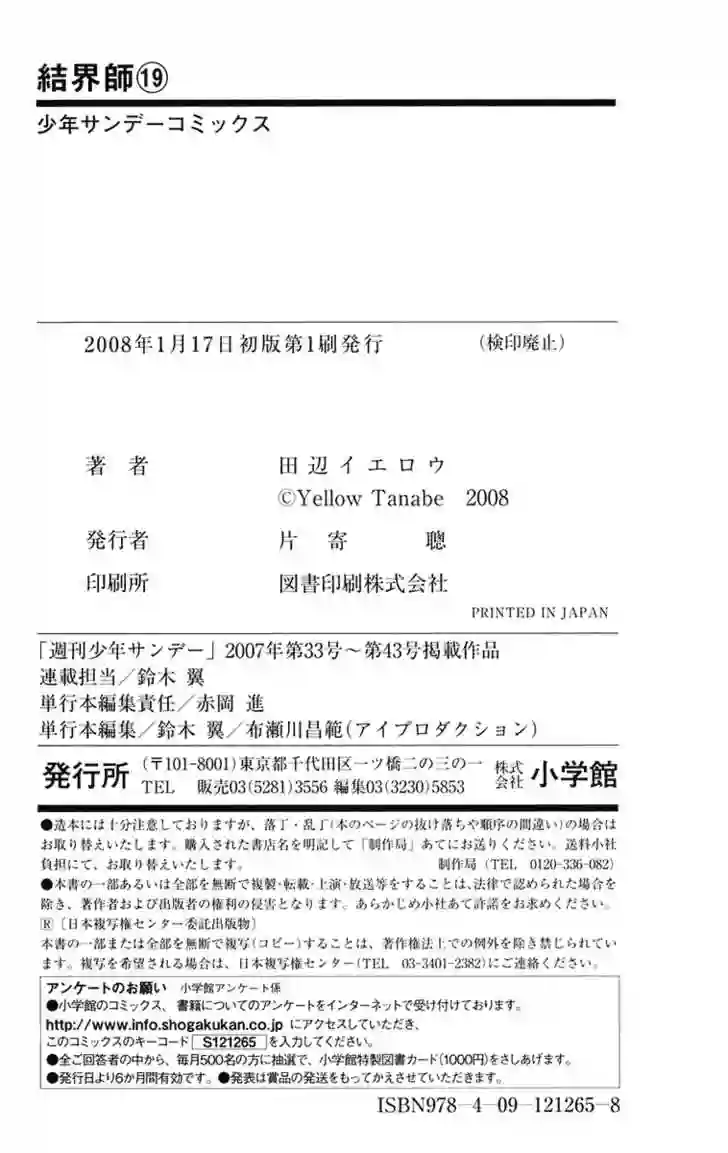 結界師⑲
少年サンデーコミックス
2008年1月17日初版第1刷発行 (検印廃止)
著 者 田辺イエロウ
©Yellow Tanabe 2008
発行者 片寄 聰
印刷所 図書印刷株式会社
PRINTED IN JAPAN
「週刊少年サンデー」2007年第33号～第43号掲載作品
連載担当／鈴木 翼
単行本編集責任／赤岡 進
単行本編集／鈴木 翼／布瀬川昌範(アイプロダクション)
発行所 (〒101-8001)東京都千代田区一ツ橋二の三の一 株式会社 小学館
TEL 販売03(5281)3556 編集03(3230)5853
●造本には十分注意しておりますが、落丁・乱丁(本のページの抜け落ちや順序の間違い)の場合は
お取り替えいたします。購入された書店名を明記して「制作局」あてにお送りください。送料小社
負担にて、お取り替えいたします。 制作局(TEL 0120-336-082)
●本書の一部あるいは全部を無断で複製・転載・上演・放送等をすることは、法律で認められた場合を
除き、著作者および出版者の権利の侵害となります。あらかじめ小社あて許諾をお求めください。
Ⓡ〔日本複写権センター委託出版物〕
本書の一部または全部を無断で複写(コピー)することは、著作権法上での例外を除き禁じられてい
ます。複写を希望される場合は、日本複写権センター(TEL 03-3401-2382)にご連絡ください。
アンケートのお願い 小学館アンケート係
●小学館のコミックス、書籍についてのアンケートをインターネットで受け付けております。
http://www.info.shogakukan.co.jp にアクセスしていただき、
このコミックスのキーコード S121265 を入力してください。
●全ご回答者の中から、毎月500名の方に抽選で、小学館特製図書カード(1000円)をさしあげます。
●発行日より6か月間有効です。●発表は賞品の発送をもってかえさせていただきます。
ISBN978-4-09-121265-8